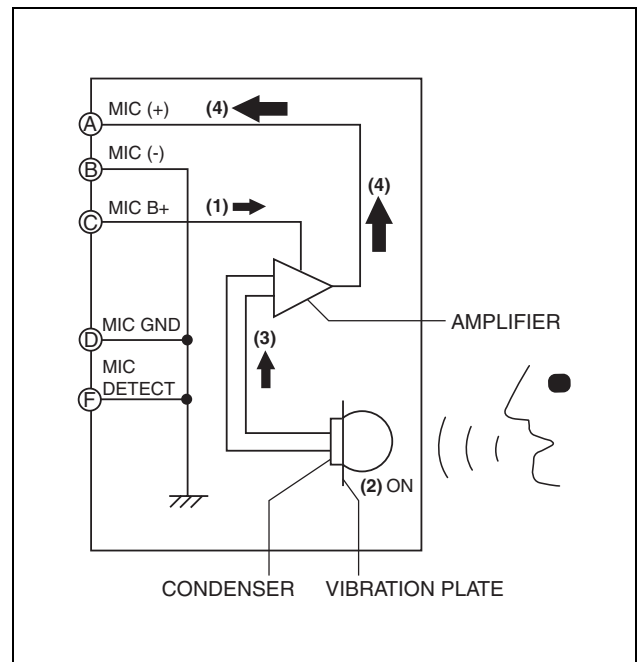 A MIC (+) (4)
B MIC (-)
(4)
C MIC B+ (1)
AMPLIFIER
D MIC GND
(3)
MIC
F DETECT
(2) ON
CONDENSER VIBRATION PLATE